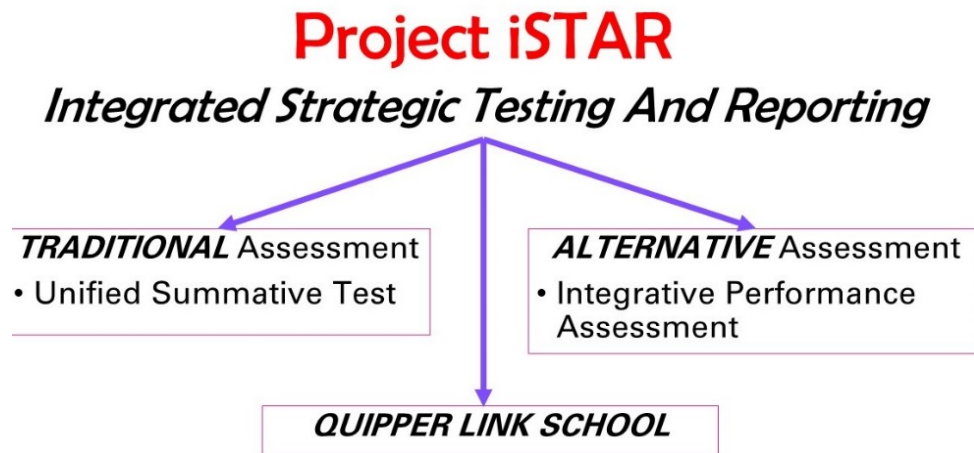 Project iSTAR
Integrated Strategic Testing And Reporting
TRADITIONAL Assessment
• Unified Summative Test
ALTERNATIVE Assessment
• Integrative Performance
Assessment
QUIPPER LINK SCHOOL